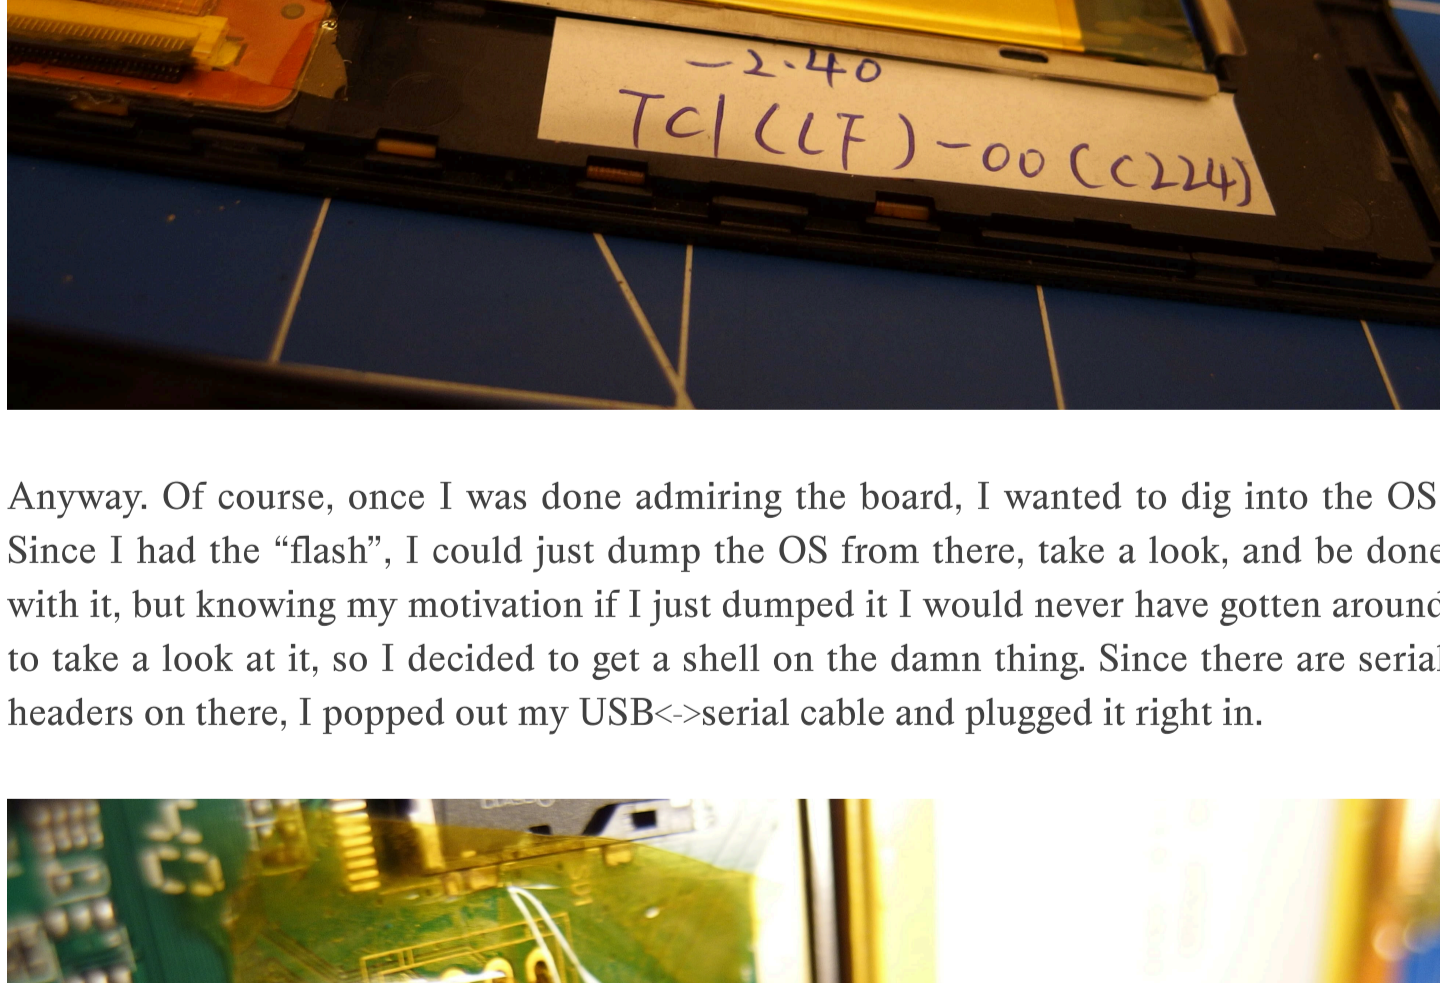 -2.40
TC1(LF)-00(C224)
Anyway. Of course, once I was done admiring the board, I wanted to dig into the OS
Since I had the “flash”, I could just dump the OS from there, take a look, and be done
with it, but knowing my motivation if I just dumped it I would never have gotten around
to take a look at it, so I decided to get a shell on the damn thing. Since there are serial
headers on there, I popped out my USB<->serial cable and plugged it right in.